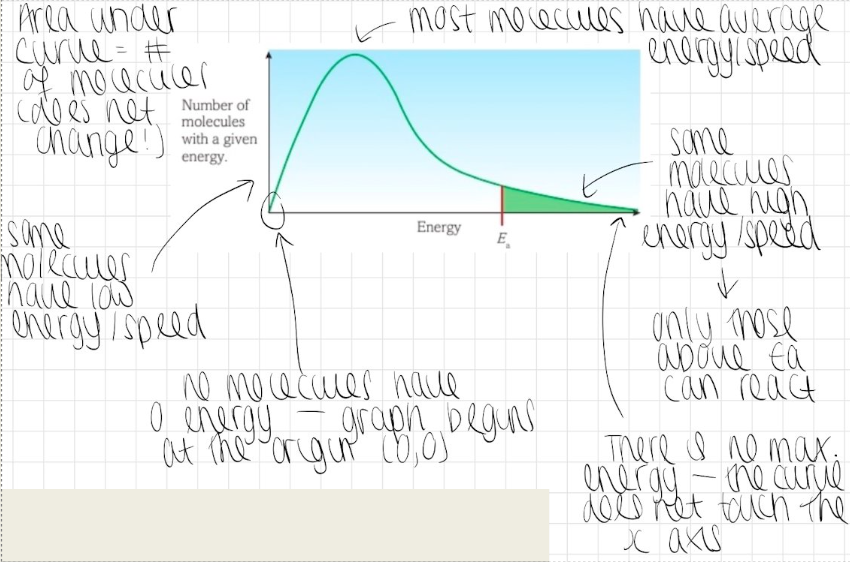 Area under
curve = #
of molecules
(does not
change!)
most molecules have average
energy/speed
Number of
molecules
with a given
energy.
Energy
Ea
some
molecules
have high
energy/speed
only those
above Ea
can react
some
molecules
have low
energy/speed
no molecules have
0 energy — graph begins
at the origin (0,0)
There is no max.
energy — the curve
does not touch the
x axis